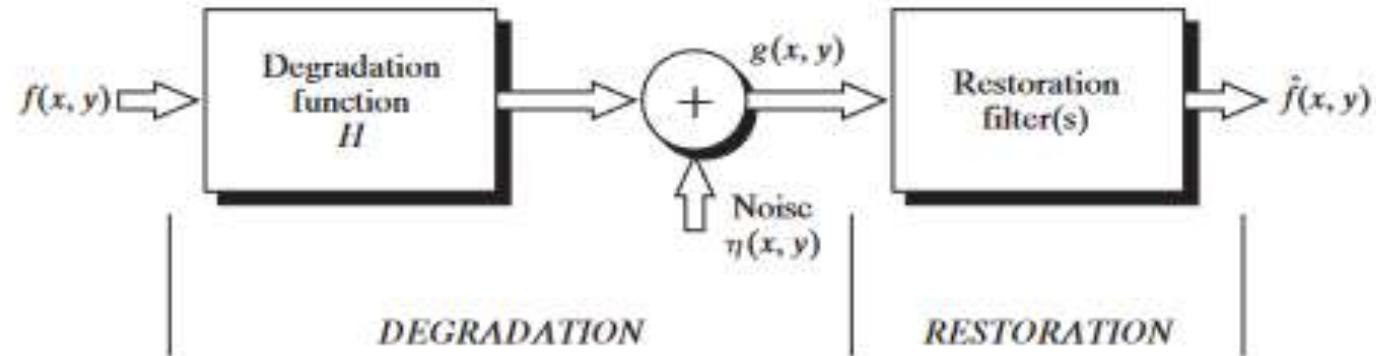 f(x, y)
Degradation
function
H
+
g(x, y)
Noise
η(x, y)
Restoration
filter(s)
f̂(x, y)
DEGRADATION
RESTORATION